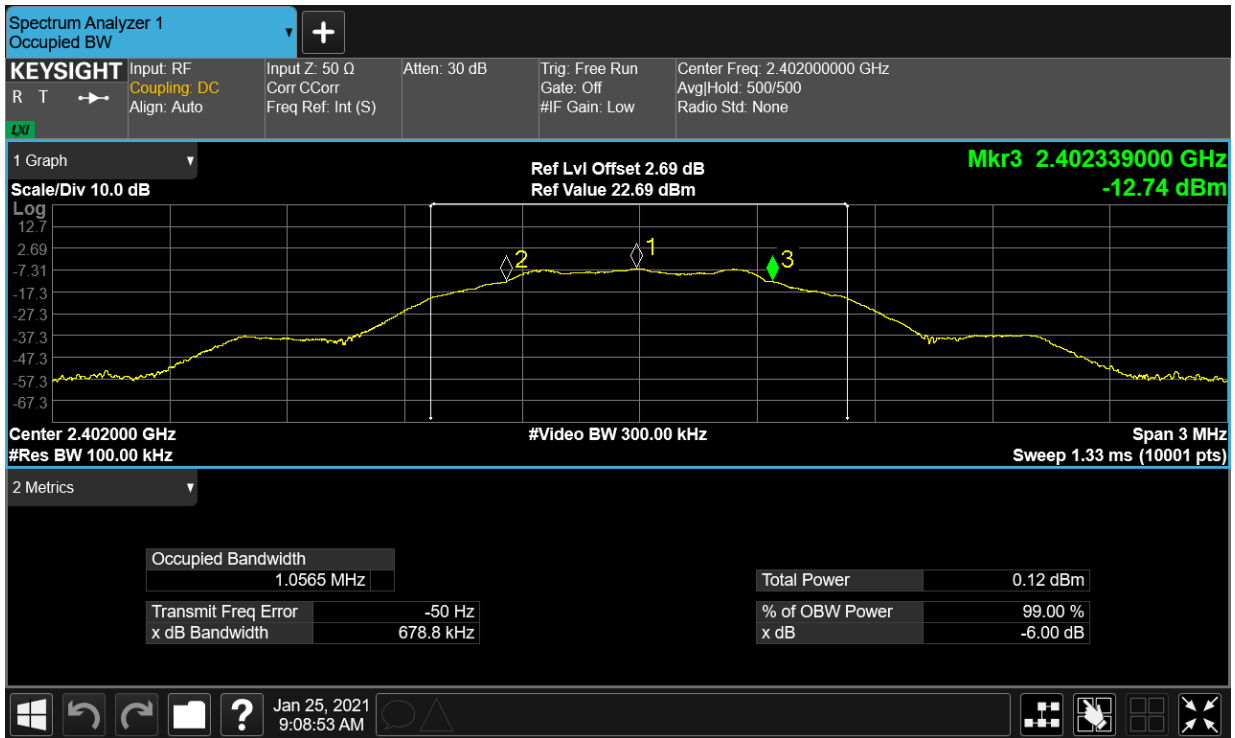 Spectrum Analyzer 1
Occupied BW
KEYSIGHT
R T
LXI
Input: RF
Coupling: DC
Align: Auto
Input Z: 50 Ω
Corr CCorr
Freq Ref: Int (S)
Atten: 30 dB
Trig: Free Run
Gate: Off
#IF Gain: Low
Center Freq: 2.402000000 GHz
Avg|Hold: 500/500
Radio Std: None
1 Graph
Scale/Div 10.0 dB
Ref Lvl Offset 2.69 dB
Ref Value 22.69 dBm
Mkr3 2.402339000 GHz
-12.74 dBm
Log
12.7
2.69
-7.31
-17.3
-27.3
-37.3
-47.3
-57.3
-67.3
2
1
3
Center 2.402000 GHz
#Video BW 300.00 kHz
Span 3 MHz
#Res BW 100.00 kHz
Sweep 1.33 ms (10001 pts)
2 Metrics
Occupied Bandwidth
1.0565 MHz
Transmit Freq Error -50 Hz
x dB Bandwidth 678.8 kHz
Total Power 0.12 dBm
% of OBW Power 99.00 %
x dB -6.00 dB
?
Jan 25, 2021
9:08:53 AM